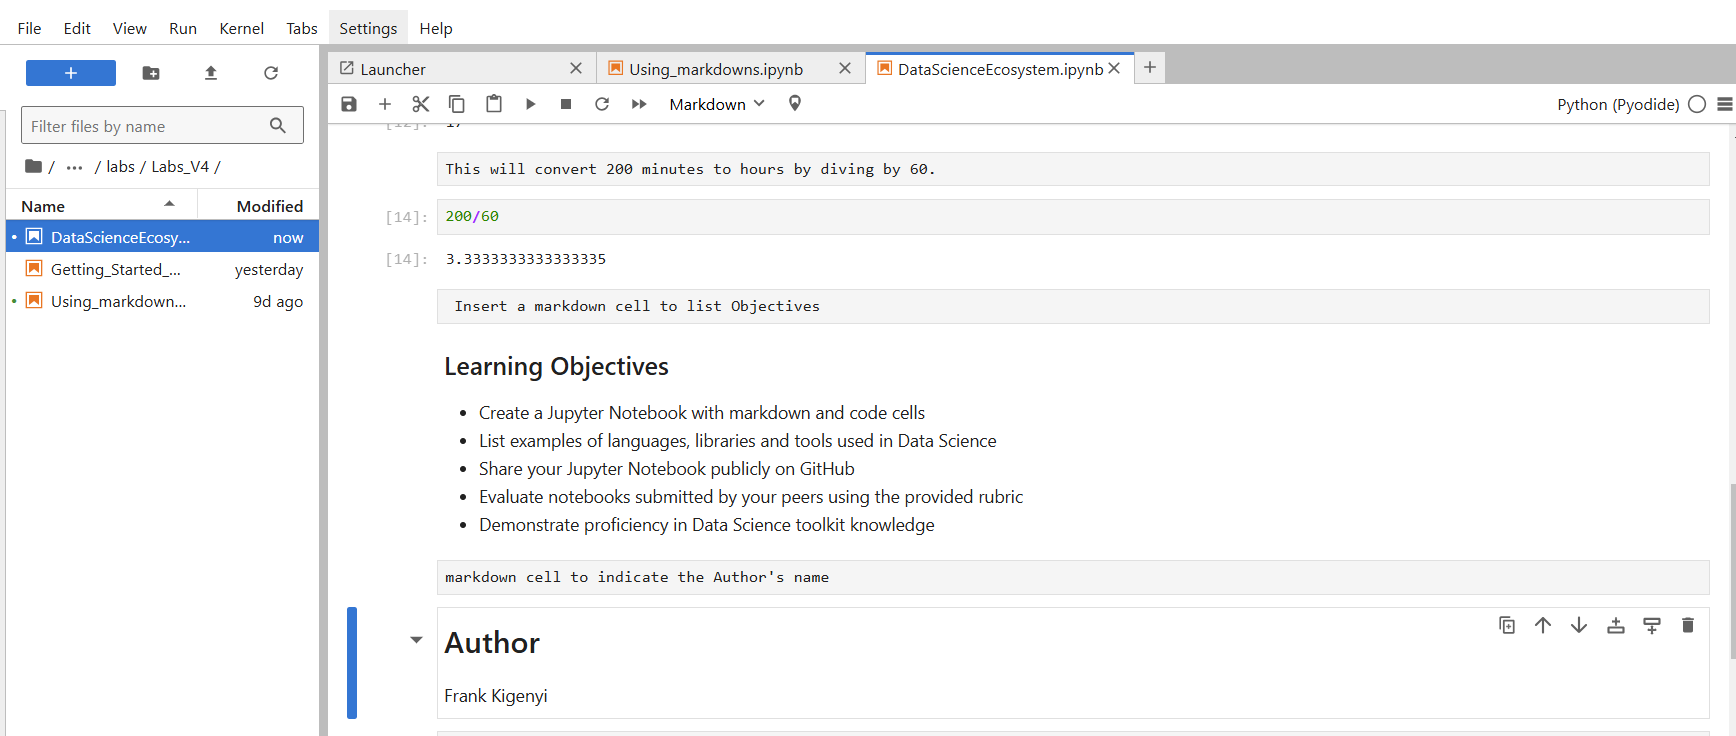 File Edit View Run Kernel Tabs Settings Help
Launcher Using_markdowns.ipynb DataScienceEcosystem.ipynb
Markdown Python (Pyodide)
Filter files by name
/ ... / labs / Labs_V4 /
Name Modified
DataScienceEcosy... now
Getting_Started_... yesterday
Using_markdown... 9d ago
This will convert 200 minutes to hours by diving by 60.
[14]: 200/60
[14]: 3.3333333333333335
Insert a markdown cell to list Objectives
Learning Objectives
• Create a Jupyter Notebook with markdown and code cells
• List examples of languages, libraries and tools used in Data Science
• Share your Jupyter Notebook publicly on GitHub
• Evaluate notebooks submitted by your peers using the provided rubric
• Demonstrate proficiency in Data Science toolkit knowledge
markdown cell to indicate the Author's name
Author
Frank Kigenyi